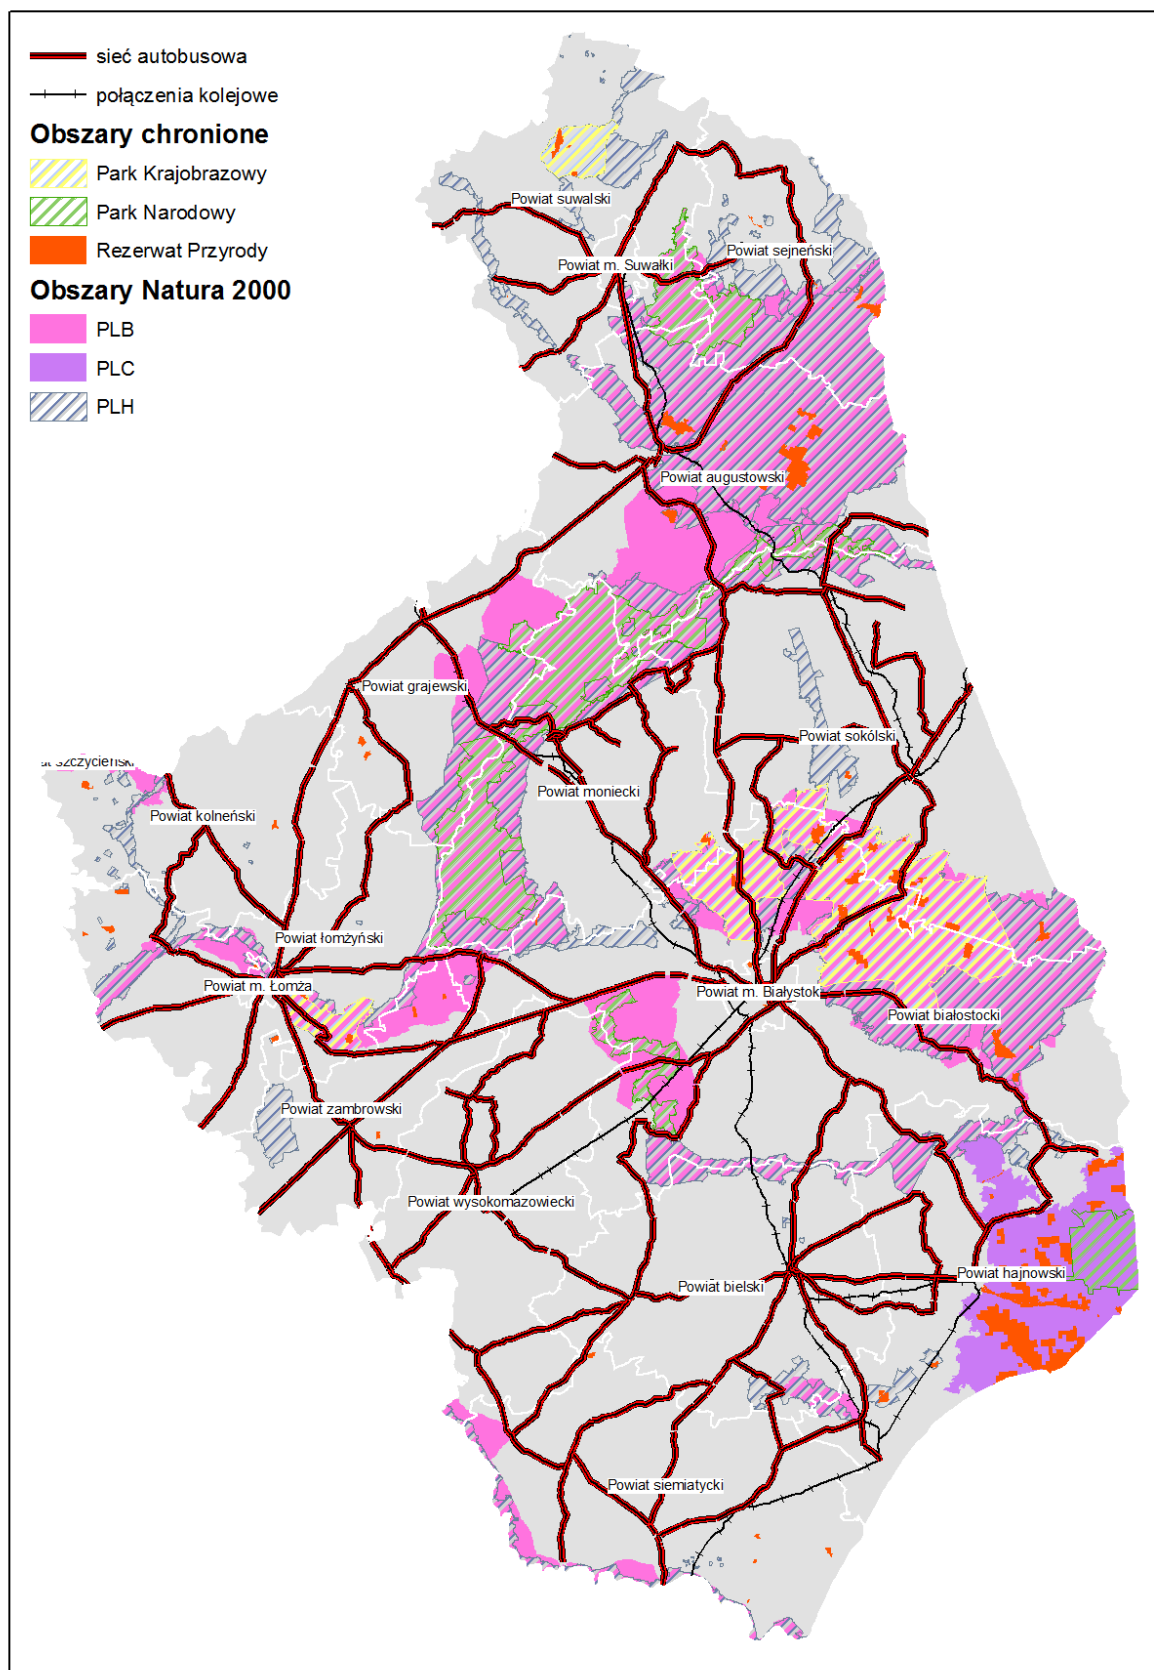 sieć autobusowa
połączenia kolejowe
Obszary chronione
Park Krajobrazowy
Park Narodowy
Rezerwat Przyrody
Obszary Natura 2000
PLB
PLC
PLH
Powiat suwalski
Powiat sejneński
Powiat m. Suwałki
Powiat augustowski
Powiat grajewski
Powiat sokólski
at szczycieński
Powiat moniecki
Powiat kolneński
Powiat łomżyński
Powiat m. Łomża
Powiat m. Białystok
Powiat białostocki
Powiat zambrowski
Powiat wysokomazowiecki
Powiat hajnowski
Powiat bielski
Powiat siemiatycki